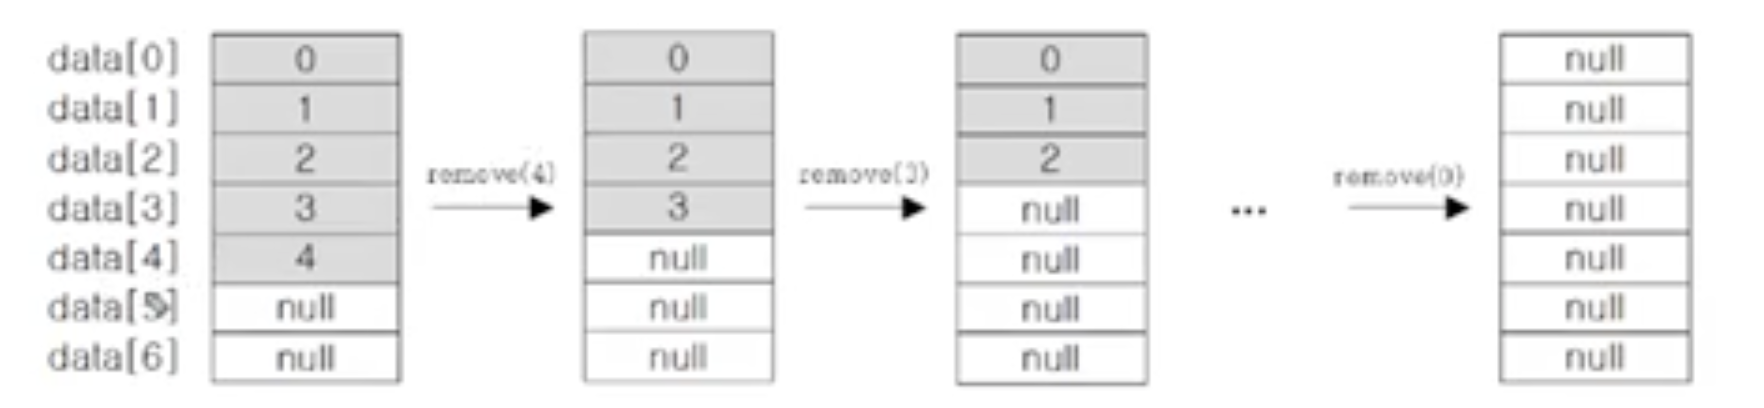 data[0] 0 0 0 null
data[1] 1 1 1 null
data[2] 2 2 2 null
remove(4) remove(3) remove(0)
data[3] 3 3 null ... null
data[4] 4 null null null
data[5] null null null null
data[6] null null null null